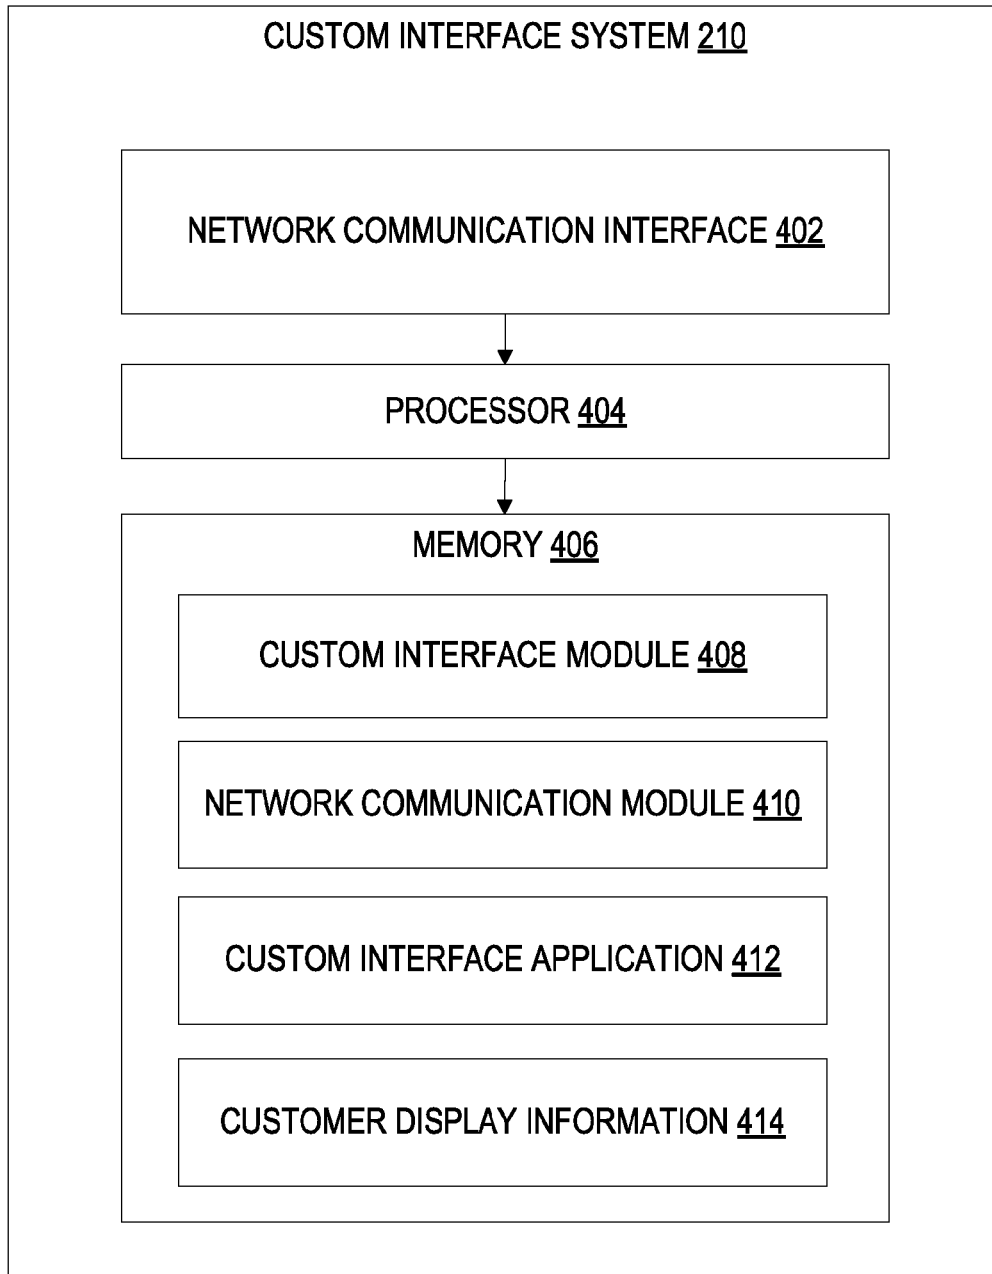 CUSTOM INTERFACE SYSTEM 210
NETWORK COMMUNICATION INTERFACE 402
PROCESSOR 404
MEMORY 406
CUSTOM INTERFACE MODULE 408
NETWORK COMMUNICATION MODULE 410
CUSTOM INTERFACE APPLICATION 412
CUSTOMER DISPLAY INFORMATION 414